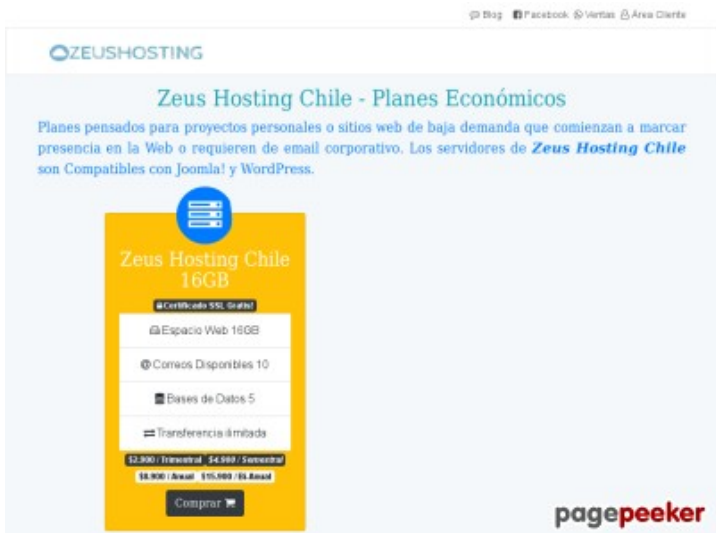 Blog Facebook Ventas Área Cliente
ZEUSHOSTING
Zeus Hosting Chile - Planes Económicos
Planes pensados para proyectos personales o sitios web de baja demanda que comienzan a marcar
presencia en la Web o requieren de email corporativo. Los servidores de Zeus Hosting Chile
son Compatibles con Joomla! y WordPress.
Zeus Hosting Chile
16GB
Certificado SSL Gratis!
Espacio Web 16GB
Correos Disponibles 10
Bases de Datos 5
Transferencia ilimitada
$2.900 / Trimestral $4.900 / Semestral
$8.900 / Anual $15.900 / Bi-Anual
Comprar
pagepeeker